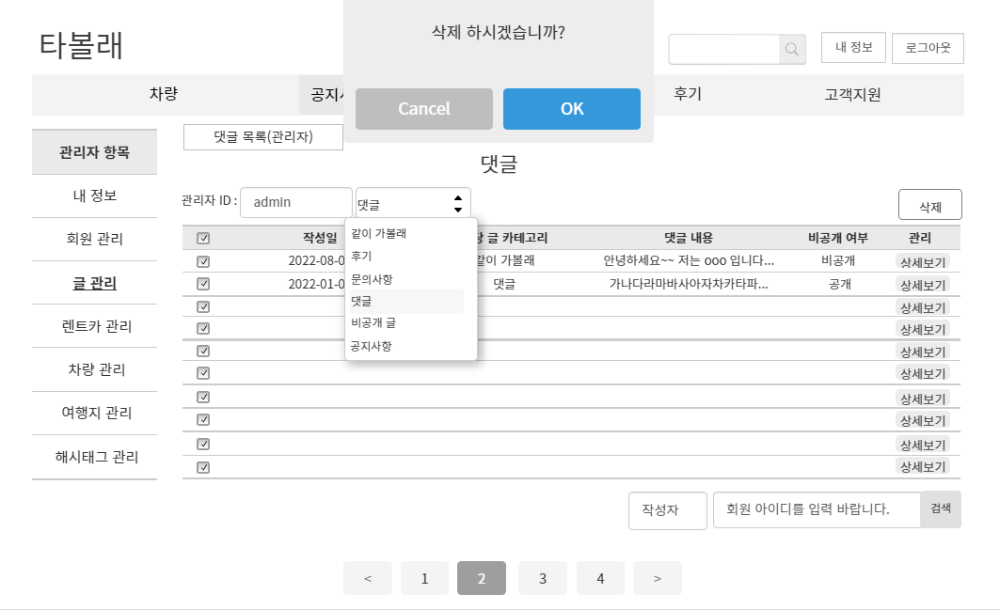 타볼래
삭제 하시겠습니까?
Cancel
OK
내 정보
로그아웃
차량
공지
후기
고객지원
관리자 항목
내 정보
회원 관리
글 관리
렌트카 관리
차량 관리
여행지 관리
해시태그 관리
댓글 목록(관리자)
댓글
관리자 ID :
admin
댓글
삭제
같이 가볼래
후기
문의사항
댓글
비공개 글
공지사항
작성일 글 카테고리 댓글 내용 비공개 여부 관리
2022-08-0 같이 가볼래 안녕하세요~~ 저는 ooo 입니다... 비공개 상세보기
2022-01-0 댓글 가나다라마바사아자차카타파... 공개 상세보기
상세보기
상세보기
상세보기
상세보기
상세보기
상세보기
상세보기
상세보기
작성자
회원 아이디를 입력 바랍니다.
검색
< 1 2 3 4 >